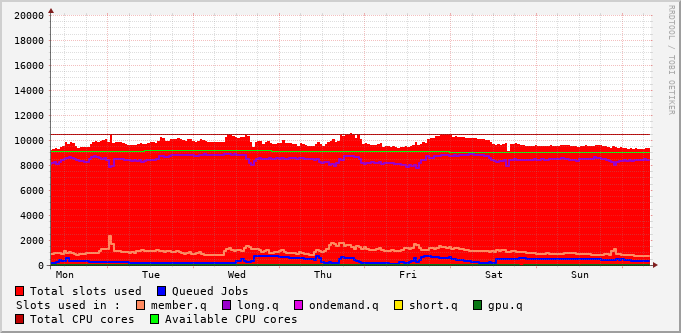 20000
18000
16000
14000
12000
10000
8000
6000
4000
2000
0
Mon Tue Wed Thu Fri Sat Sun
RRDTOOL / TOBI OETIKER
Total slots used Queued Jobs
Slots used in : member.q long.q ondemand.q short.q gpu.q
Total CPU cores Available CPU cores